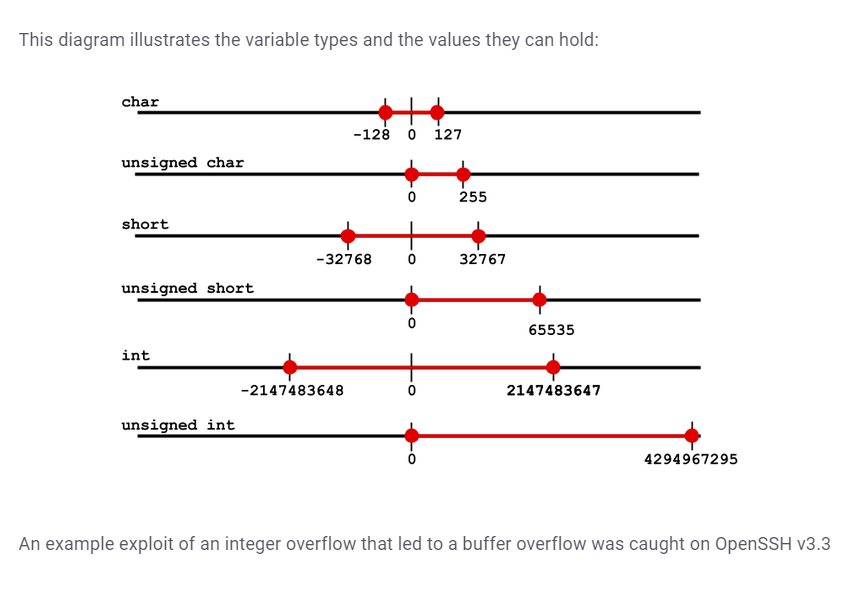 This diagram illustrates the variable types and the values they can hold:
char
-128 0 127
unsigned char
0 255
short
-32768 0 32767
unsigned short
0 65535
int
-2147483648 0 2147483647
unsigned int
0 4294967295
An example exploit of an integer overflow that led to a buffer overflow was caught on OpenSSH v3.3